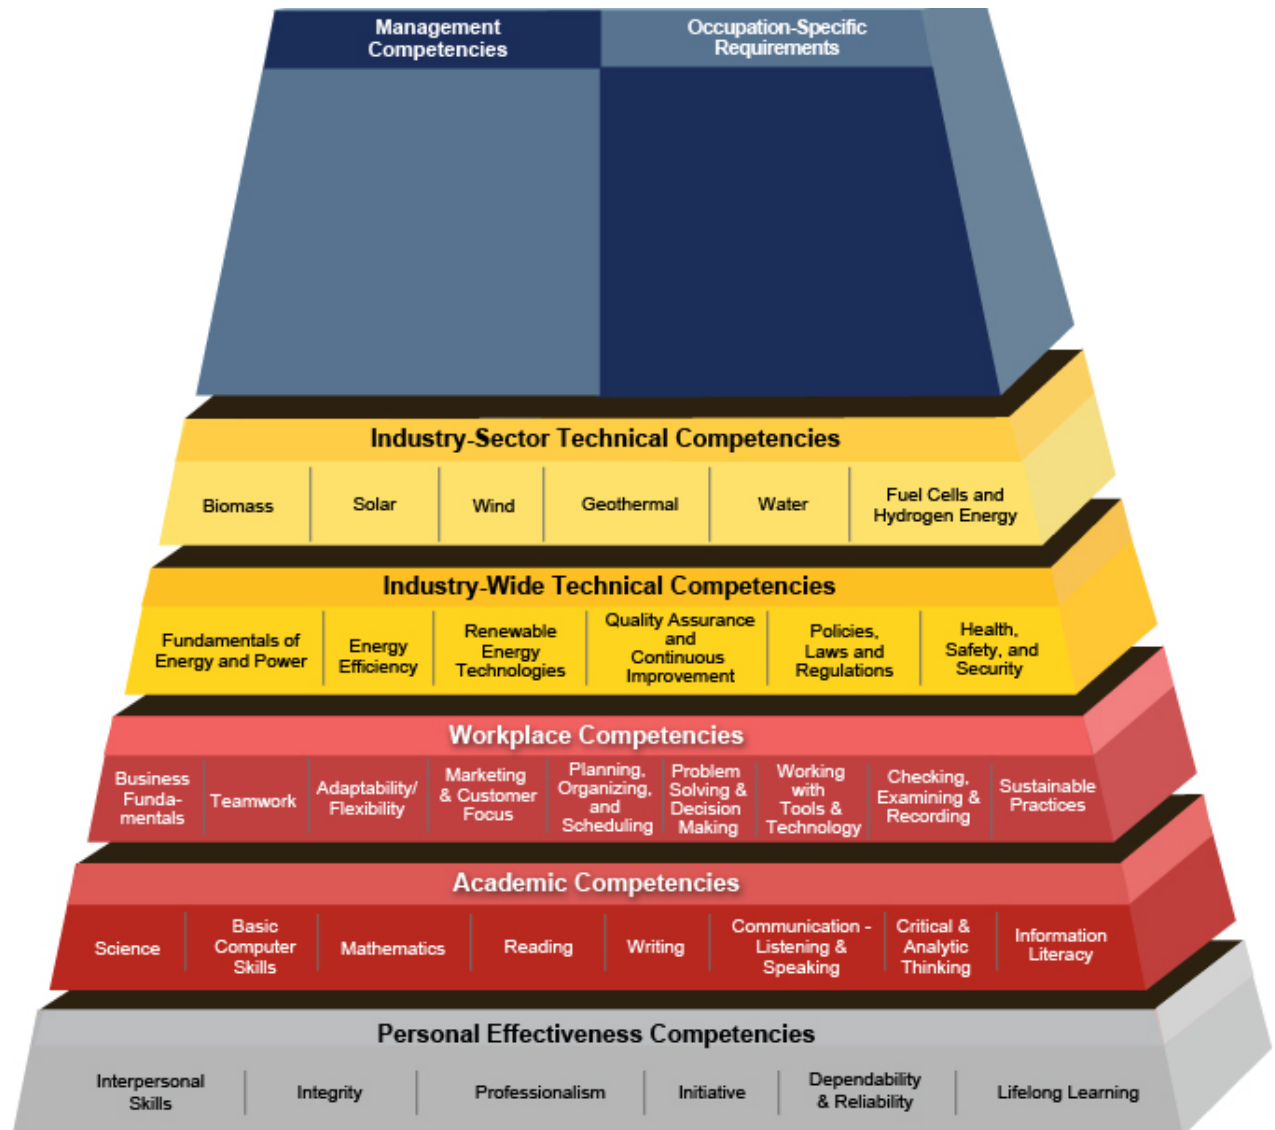 Management
Competencies
Occupation-Specific
Requirements
Industry-Sector Technical Competencies
Biomass
Solar
Wind
Geothermal
Water
Fuel Cells and
Hydrogen Energy
Industry-Wide Technical Competencies
Fundamentals of
Energy and Power
Energy
Efficiency
Renewable
Energy
Technologies
Quality Assurance
and
Continuous
Improvement
Policies,
Laws and
Regulations
Health,
Safety, and
Security
Workplace Competencies
Business
Funda-
mentals
Teamwork
Adaptability/
Flexibility
Marketing
& Customer
Focus
Planning,
Organizing,
and
Scheduling
Problem
Solving &
Decision
Making
Working
with
Tools &
Technology
Checking,
Examining &
Recording
Sustainable
Practices
Academic Competencies
Science
Basic
Computer
Skills
Mathematics
Reading
Writing
Communication -
Listening &
Speaking
Critical &
Analytic
Thinking
Information
Literacy
Personal Effectiveness Competencies
Interpersonal
Skills
Integrity
Professionalism
Initiative
Dependability
& Reliability
Lifelong Learning